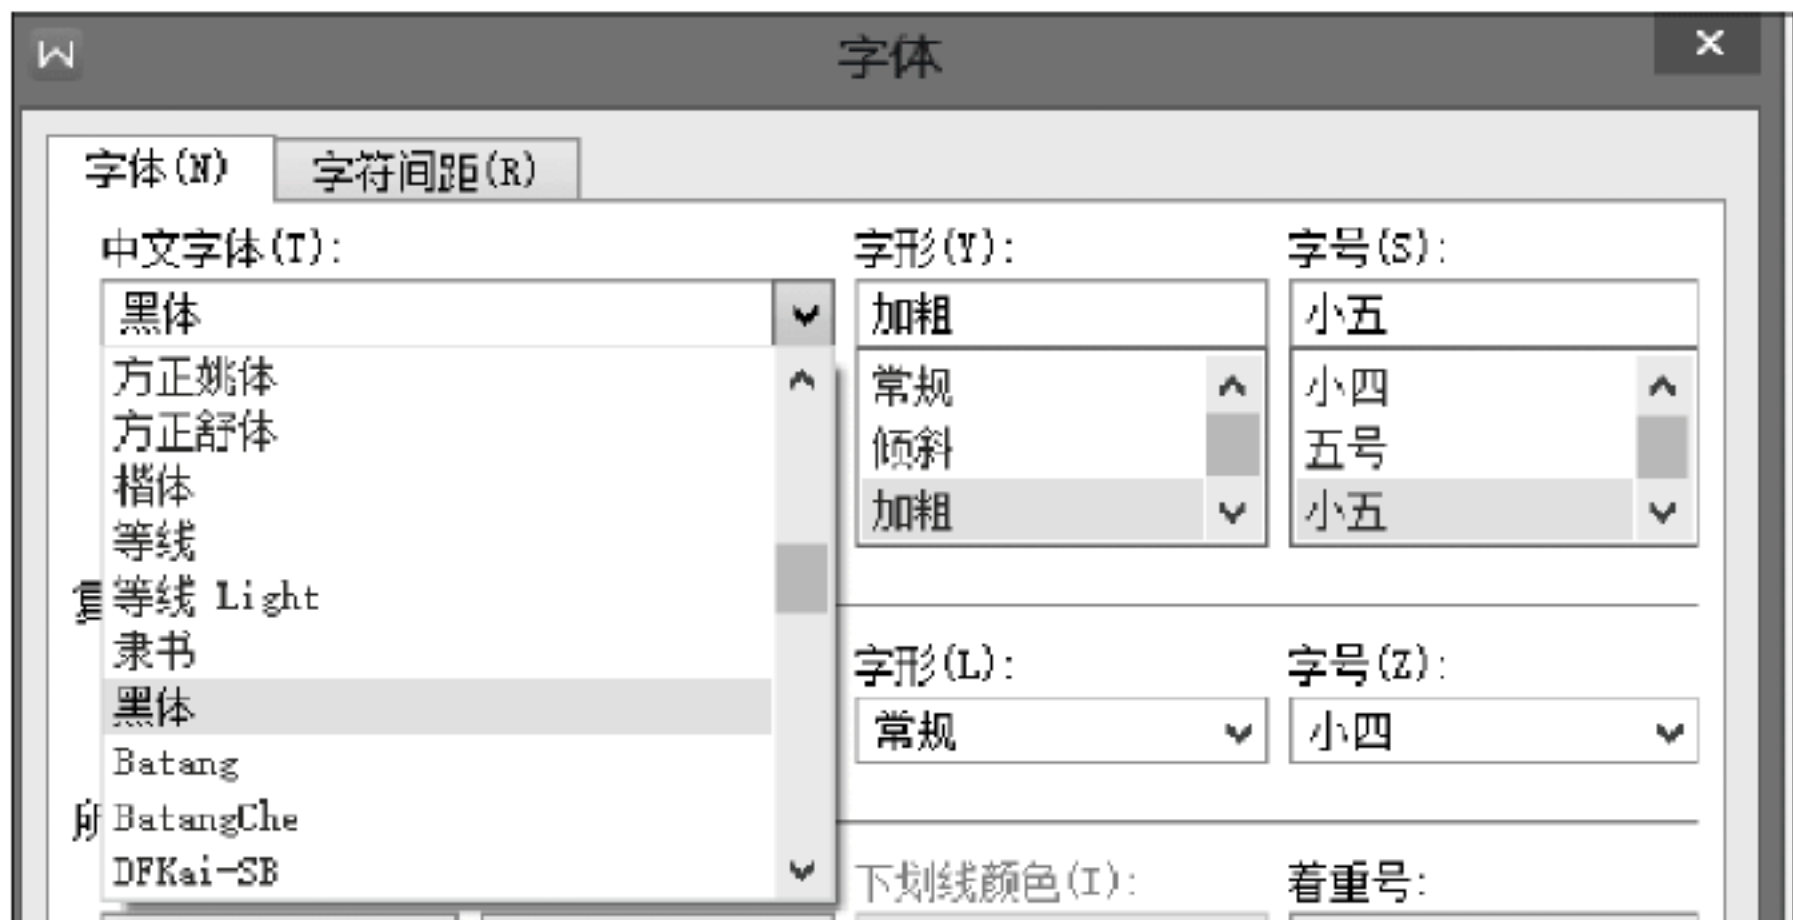 字体
字体(N) 字符间距(R)
中文字体(T): 字形(Y): 字号(S):
黑体 加粗 小五
方正姚体 常规 小四
方正舒体 倾斜 五号
楷体 加粗 小五
等线
等线 Light
隶书 字形(L): 字号(Z):
黑体 常规 小四
Batang
BatangChe
DFKai-SB 下划线颜色(I): 着重号: